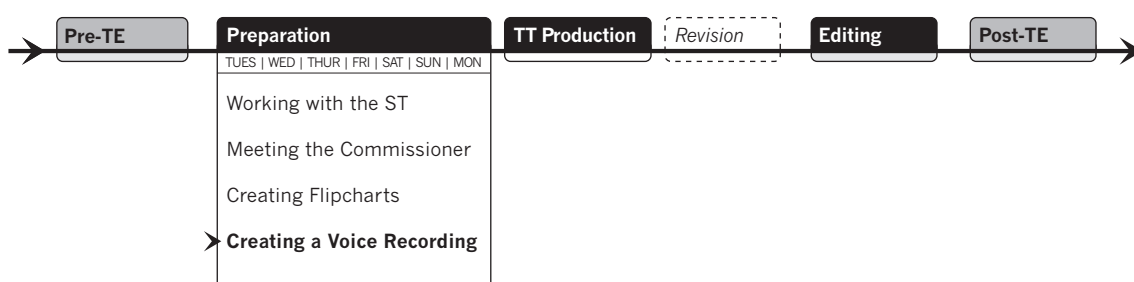 Pre-TE
Preparation
TT Production
Revision
Editing
Post-TE
TUES | WED | THUR | FRI | SAT | SUN | MON
Working with the ST
Meeting the Commissioner
Creating Flipcharts
Creating a Voice Recording